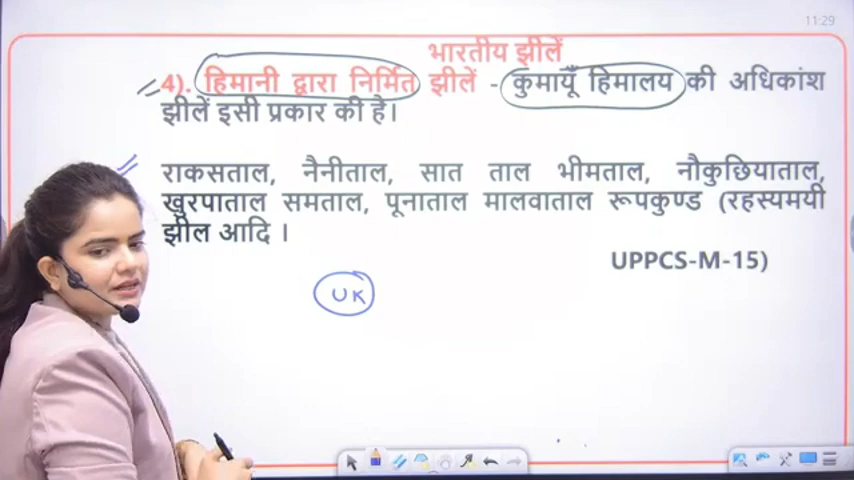 11:29
भारतीय झीलें
4). हिमानी द्वारा निर्मित झीलें - कुमायूँ हिमालय की अधिकांश
झीलें इसी प्रकार की है।
राकसताल, नैनीताल, सात ताल भीमताल, नौकुछियाताल,
खुरपाताल समताल, पूनाताल मालवाताल रूपकुण्ड (रहस्यमयी
झील आदि ।
UPPCS-M-15)
UK